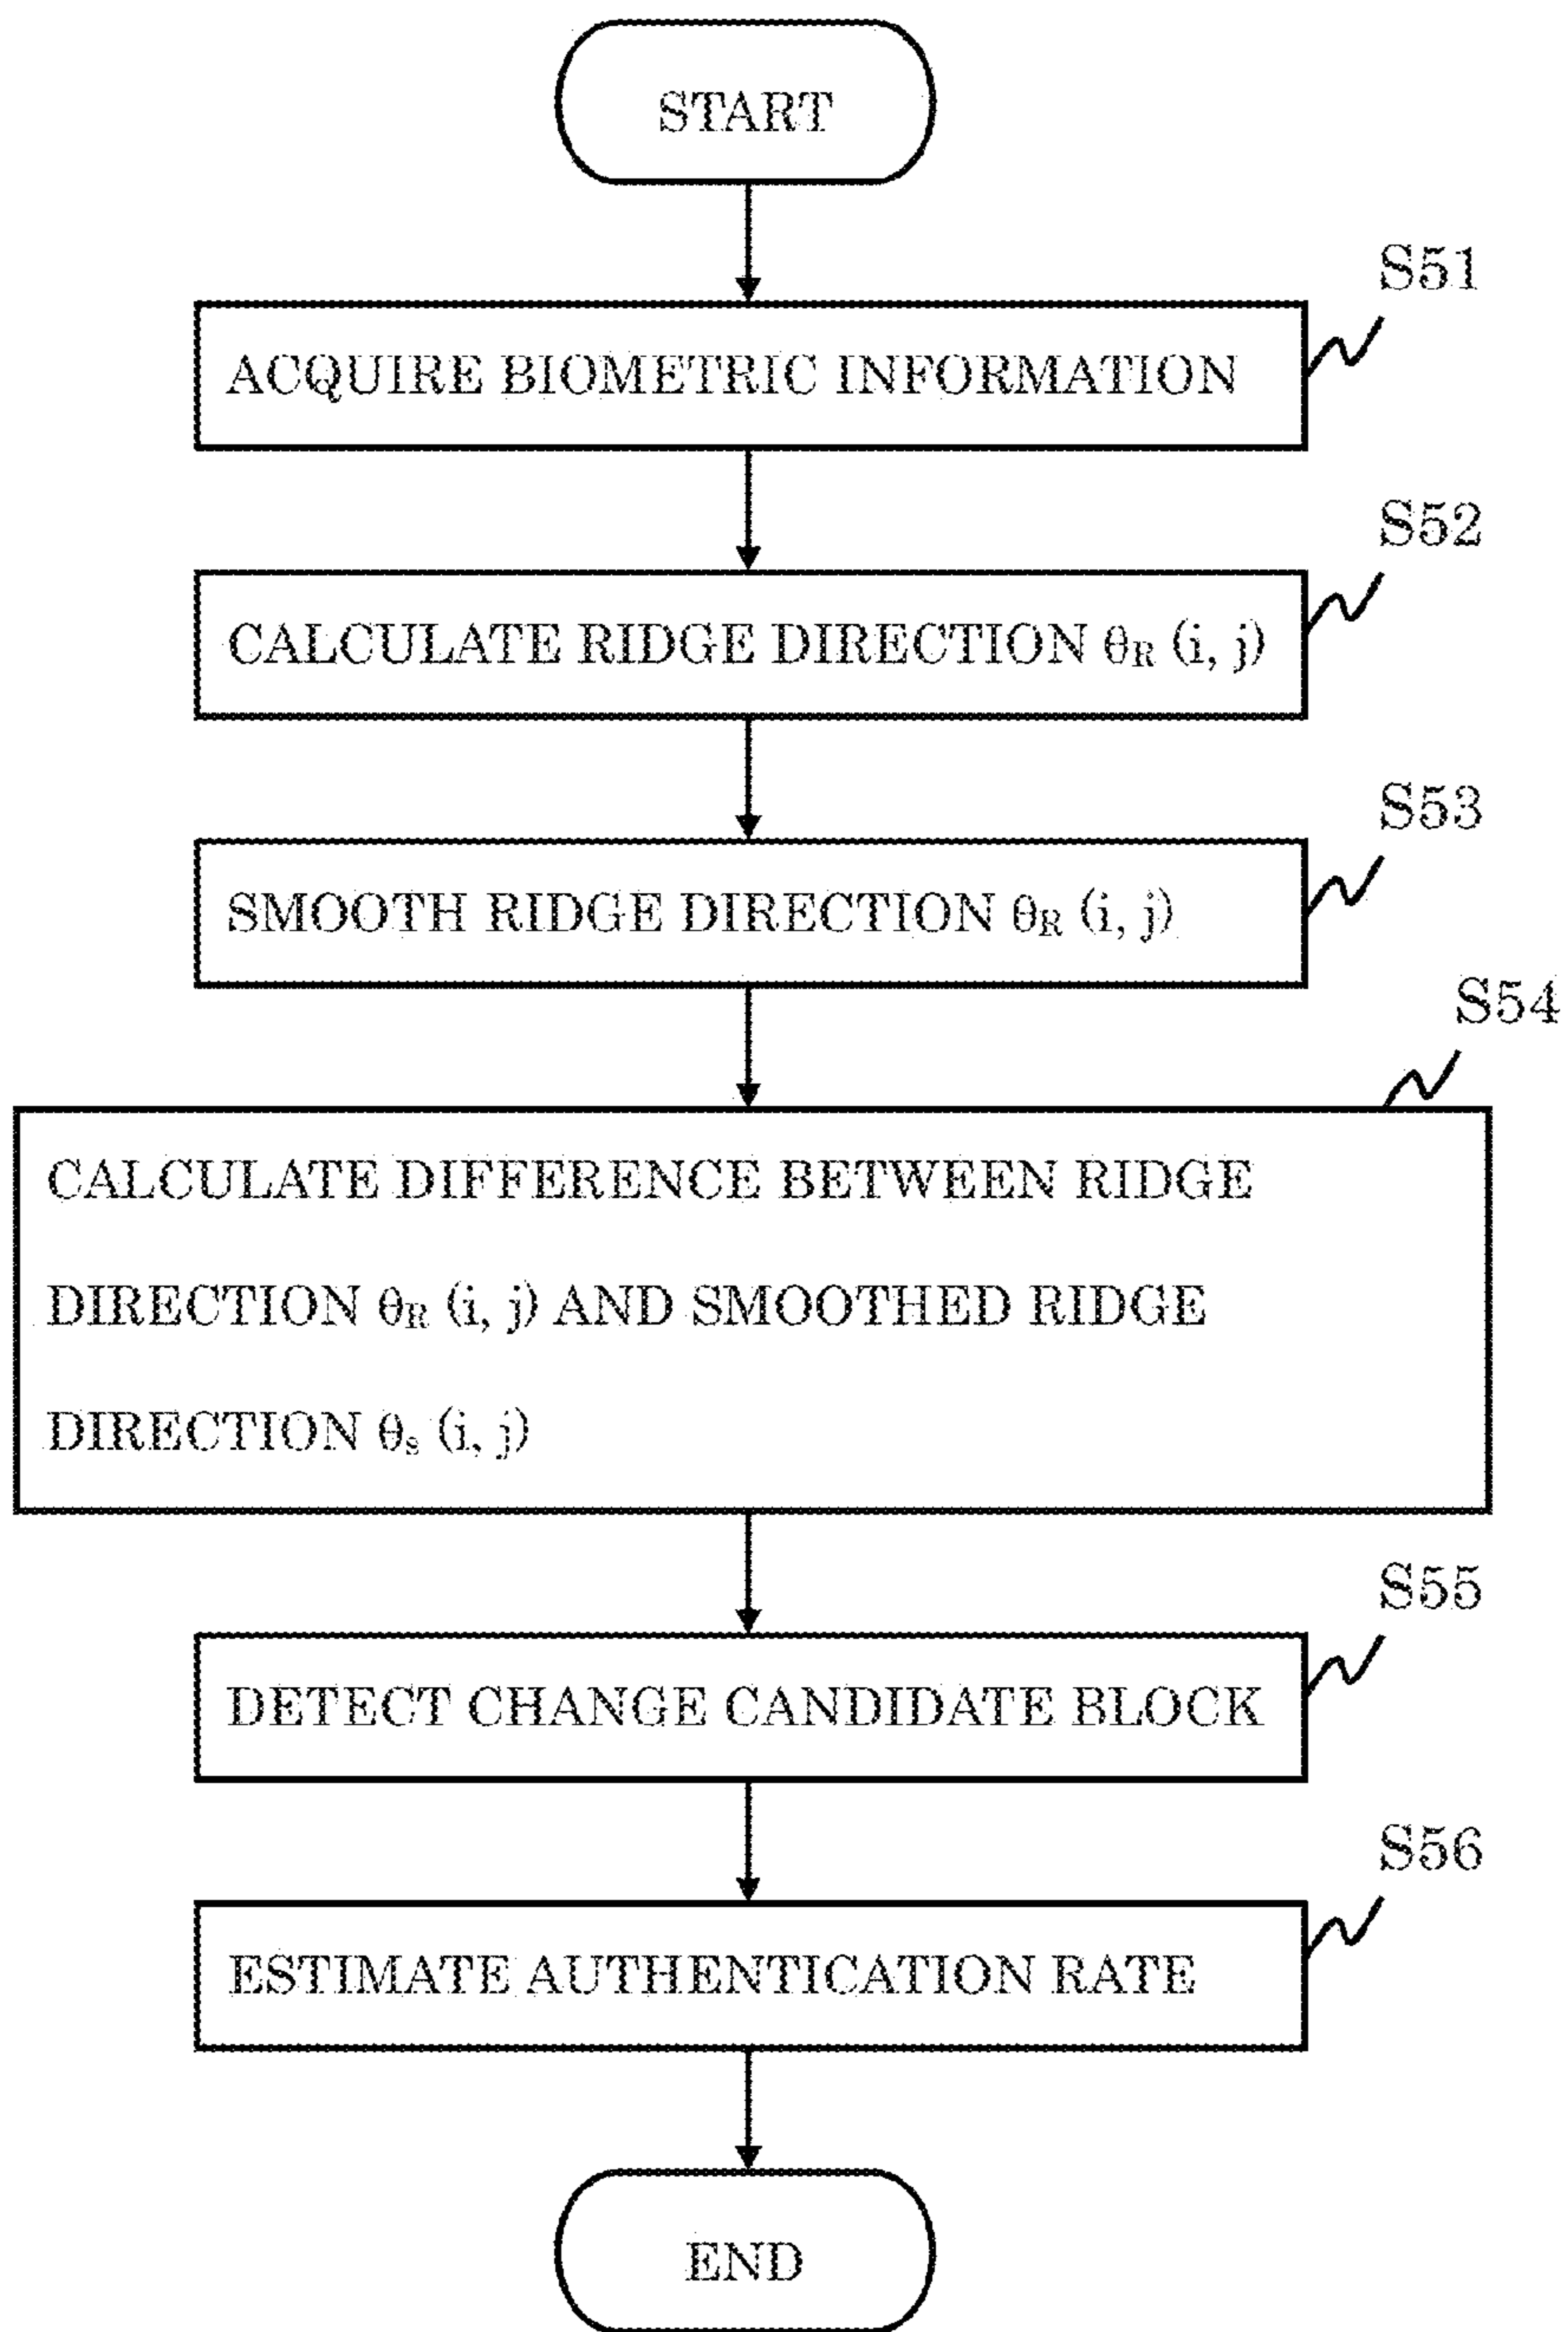 START
S51
ACQUIRE BIOMETRIC INFORMATION
S52
CALCULATE RIDGE DIRECTION θR (i, j)
S53
SMOOTH RIDGE DIRECTION θR (i, j)
S54
CALCULATE DIFFERENCE BETWEEN RIDGE
DIRECTION θR (i, j) AND SMOOTHED RIDGE
DIRECTION θs (i, j)
S55
DETECT CHANGE CANDIDATE BLOCK
S56
ESTIMATE AUTHENTICATION RATE
END